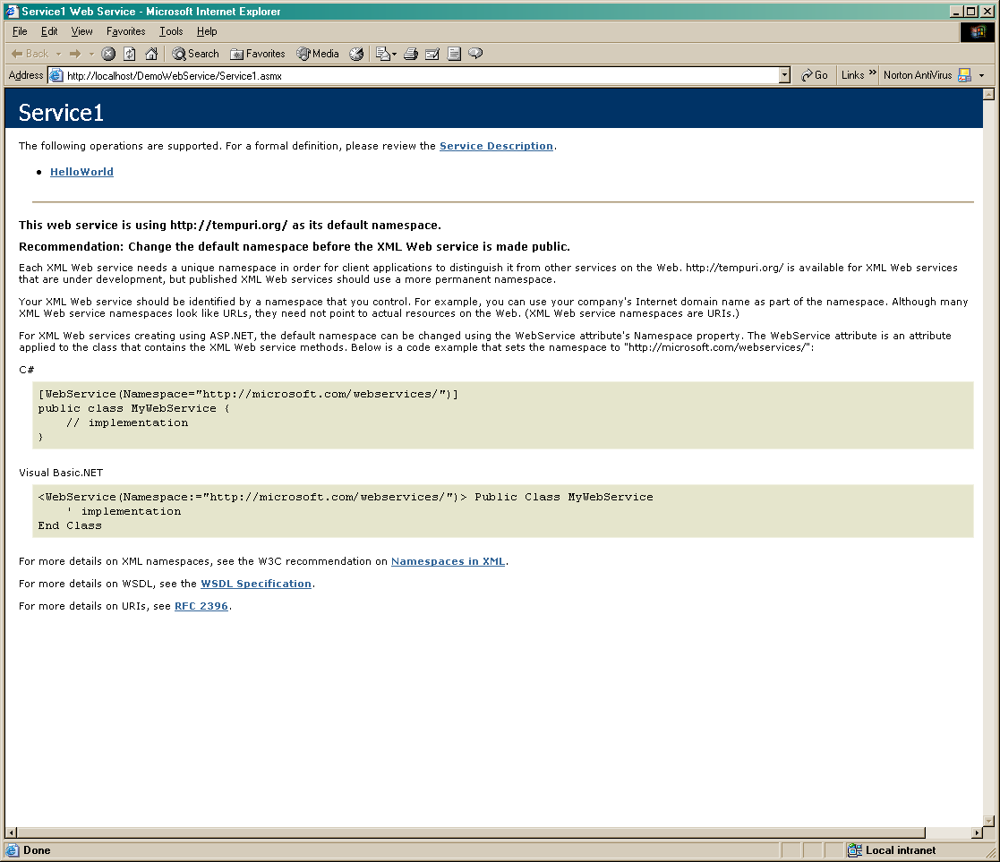 Service1 Web Service - Microsoft Internet Explorer
File Edit View Favorites Tools Help
Back Search Favorites Media
Address http://localhost/DemoWebService/Service1.asmx Go Links » Norton AntiVirus
Service1
The following operations are supported. For a formal definition, please review the Service Description.
• HelloWorld
This web service is using http://tempuri.org/ as its default namespace.
Recommendation: Change the default namespace before the XML Web service is made public.
Each XML Web service needs a unique namespace in order for client applications to distinguish it from other services on the Web. http://tempuri.org/ is available for XML Web services
that are under development, but published XML Web services should use a more permanent namespace.
Your XML Web service should be identified by a namespace that you control. For example, you can use your company's Internet domain name as part of the namespace. Although many
XML Web service namespaces look like URLs, they need not point to actual resources on the Web. (XML Web service namespaces are URIs.)
For XML Web services creating using ASP.NET, the default namespace can be changed using the WebService attribute's Namespace property. The WebService attribute is an attribute
applied to the class that contains the XML Web service methods. Below is a code example that sets the namespace to "http://microsoft.com/webservices/":
C#
[WebService(Namespace="http://microsoft.com/webservices/")]
public class MyWebService {
    // implementation
}
Visual Basic.NET
<WebService(Namespace:="http://microsoft.com/webservices/")> Public Class MyWebService
    ' implementation
End Class
For more details on XML namespaces, see the W3C recommendation on Namespaces in XML.
For more details on WSDL, see the WSDL Specification.
For more details on URIs, see RFC 2396.
Done Local intranet